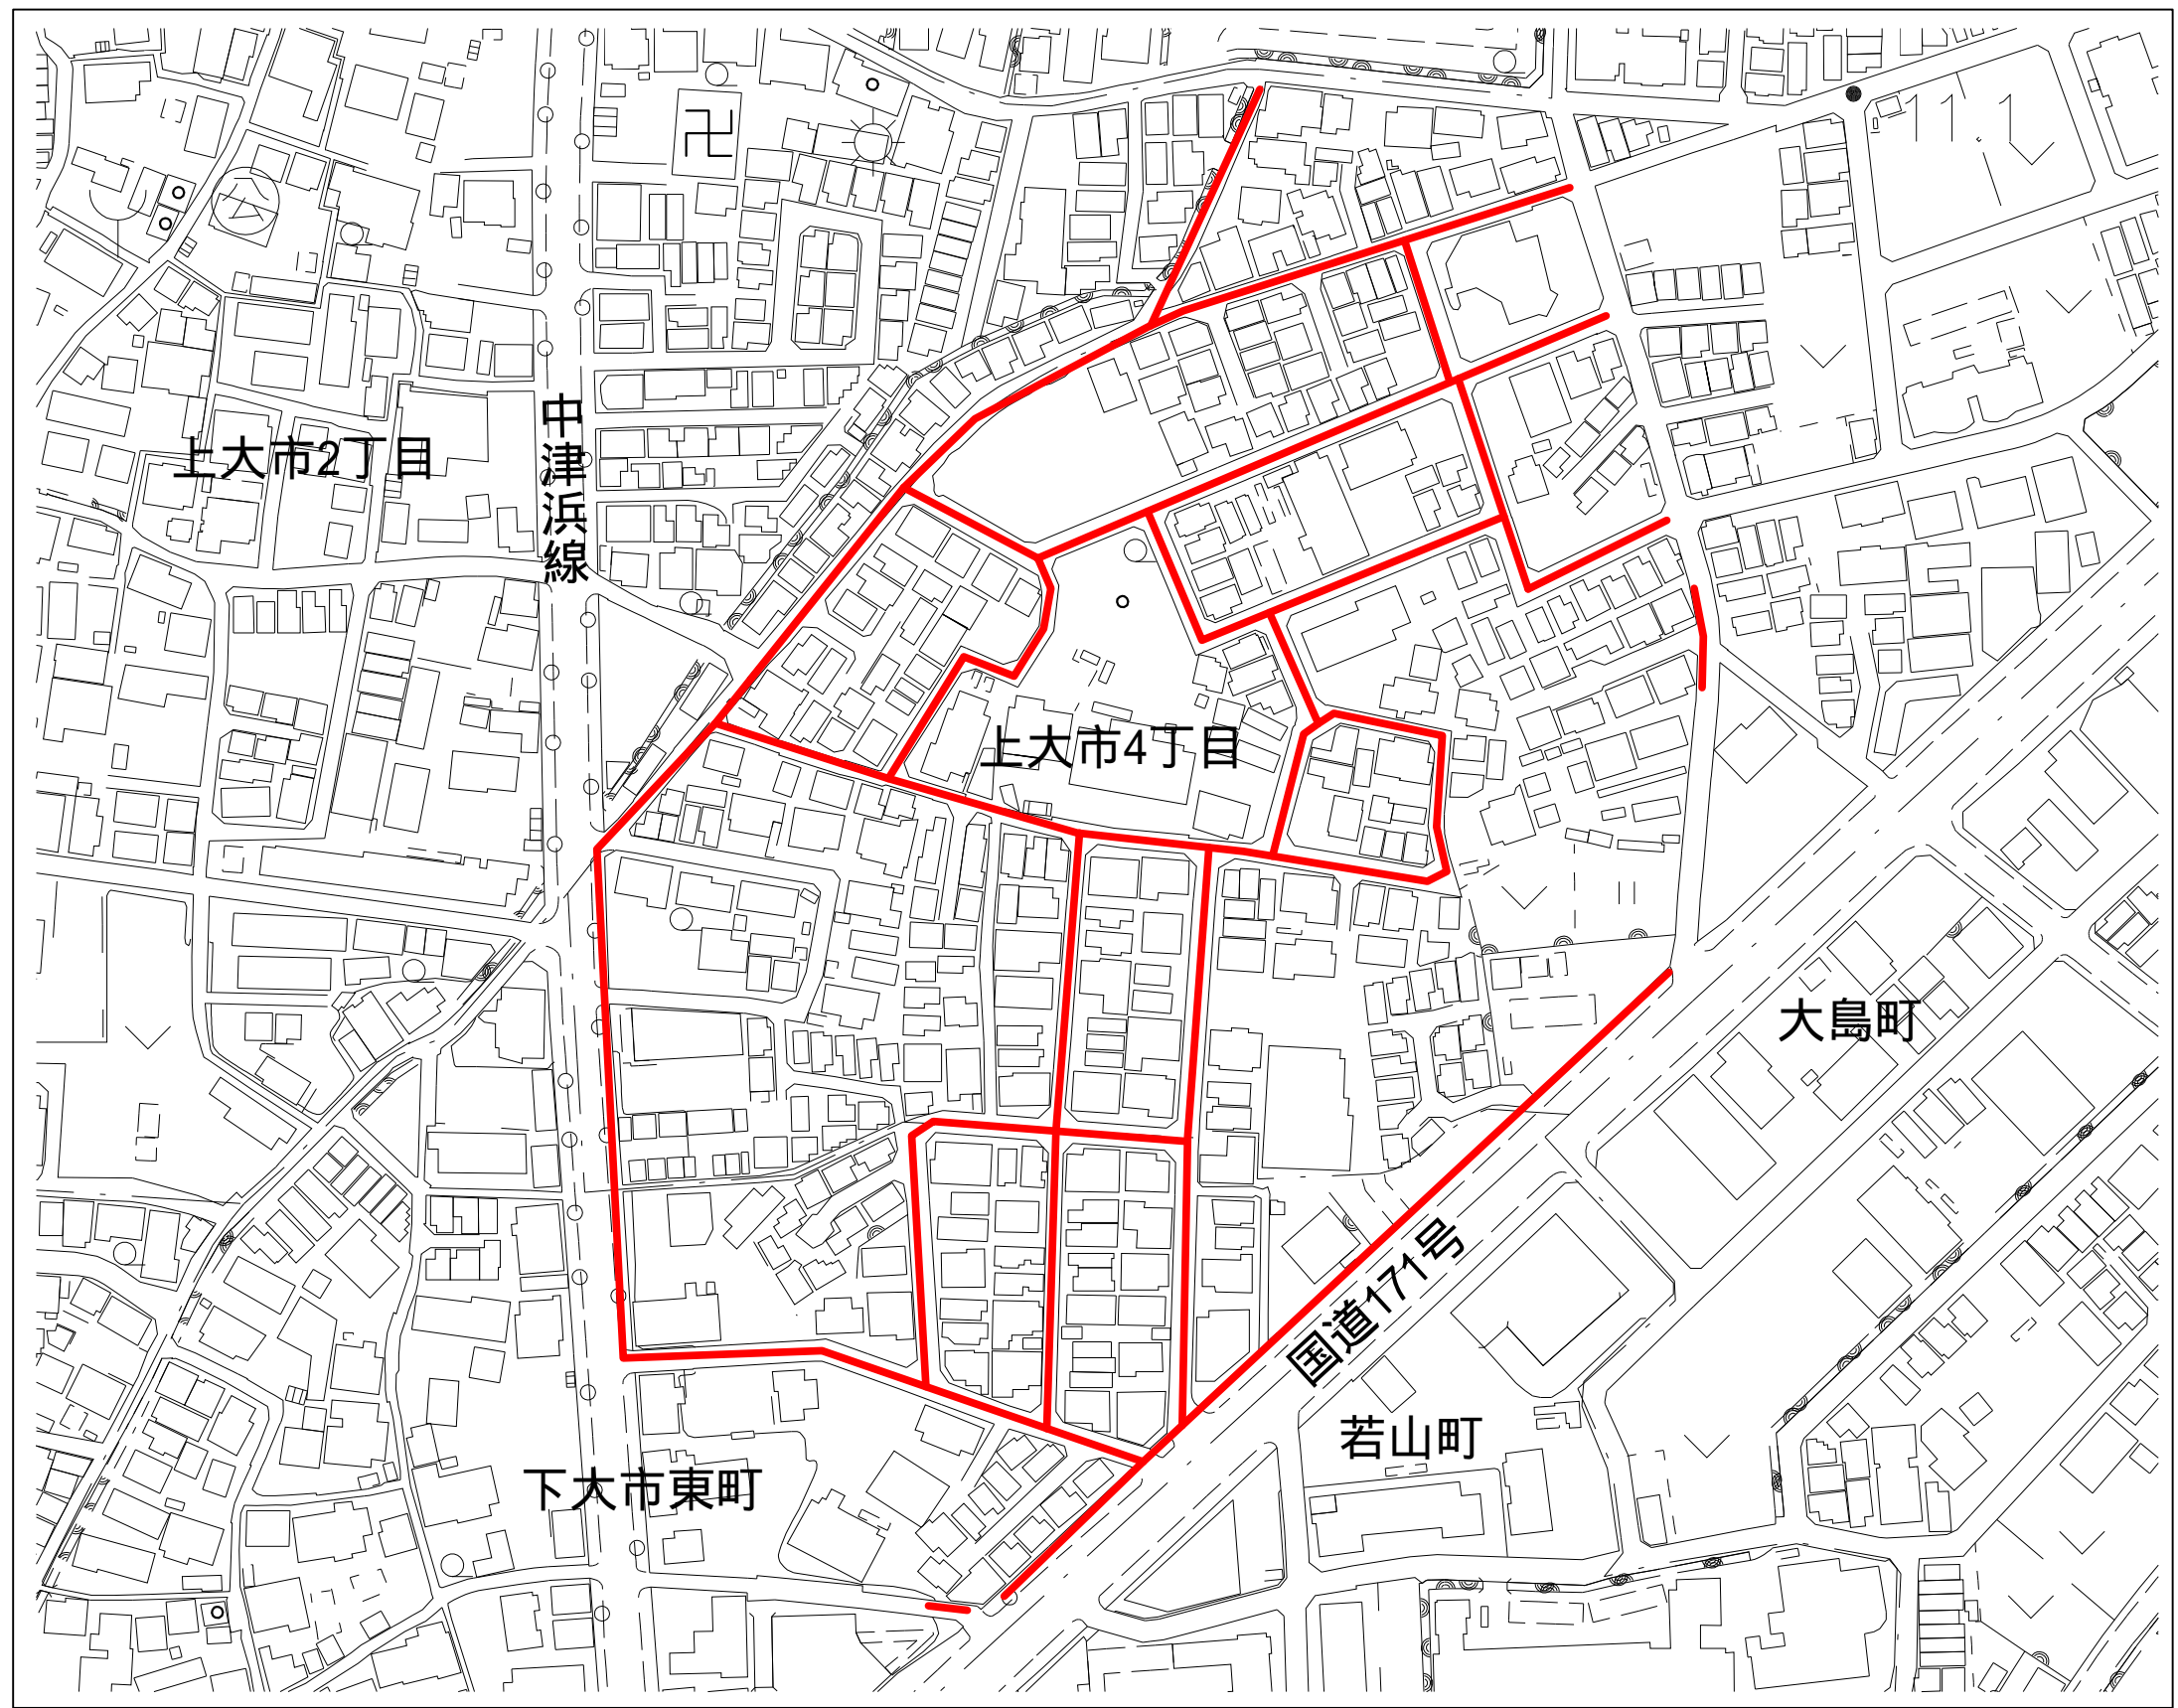 中津浜線
上大市2丁目
上大市4丁目
大島町
国道171号
若山町
下大市東町